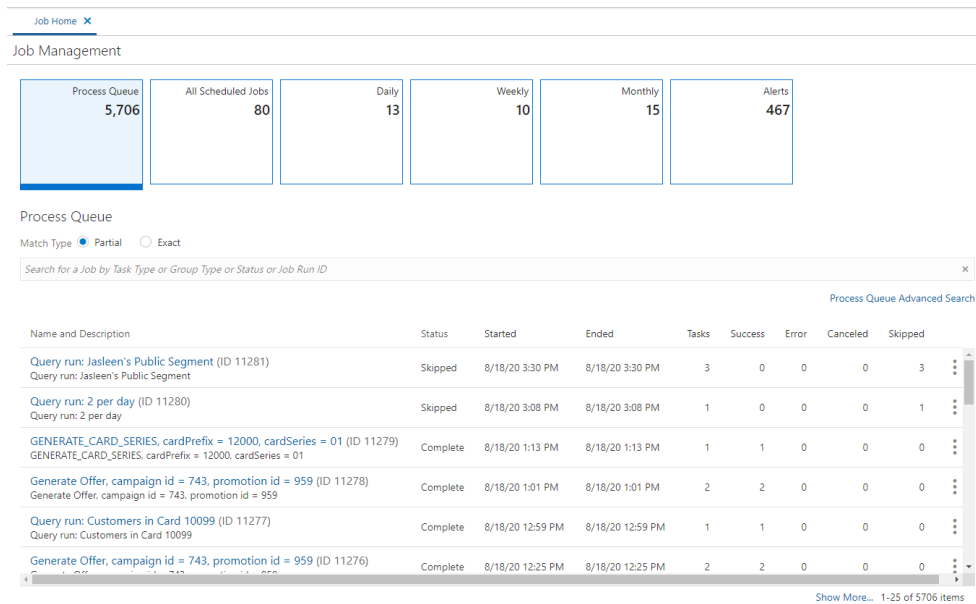 Job Home ×
Job Management
Process Queue All Scheduled Jobs Daily Weekly Monthly Alerts
5,706 80 13 10 15 467
Process Queue
Match Type Partial Exact
Search for a Job by Task Type or Group Type or Status or Job Run ID ×
Process Queue Advanced Search
Name and Description Status Started Ended Tasks Success Error Canceled Skipped
Query run: Jasleen's Public Segment (ID 11281)
Query run: Jasleen's Public Segment
Skipped 8/18/20 3:30 PM 8/18/20 3:30 PM 3 0 0 0 3
Query run: 2 per day (ID 11280)
Query run: 2 per day
Skipped 8/18/20 3:08 PM 8/18/20 3:08 PM 1 0 0 0 1
GENERATE_CARD_SERIES, cardPrefix = 12000, cardSeries = 01 (ID 11279)
GENERATE_CARD_SERIES, cardPrefix = 12000, cardSeries = 01
Complete 8/18/20 1:13 PM 8/18/20 1:13 PM 1 1 0 0 0
Generate Offer, campaign id = 743, promotion id = 959 (ID 11278)
Generate Offer, campaign id = 743, promotion id = 959
Complete 8/18/20 1:01 PM 8/18/20 1:01 PM 2 2 0 0 0
Query run: Customers in Card 10099 (ID 11277)
Query run: Customers in Card 10099
Complete 8/18/20 12:59 PM 8/18/20 12:59 PM 1 1 0 0 0
Generate Offer, campaign id = 743, promotion id = 959 (ID 11276)
Complete 8/18/20 12:25 PM 8/18/20 12:25 PM 2 2 0 0 0
Show More... 1-25 of 5706 items